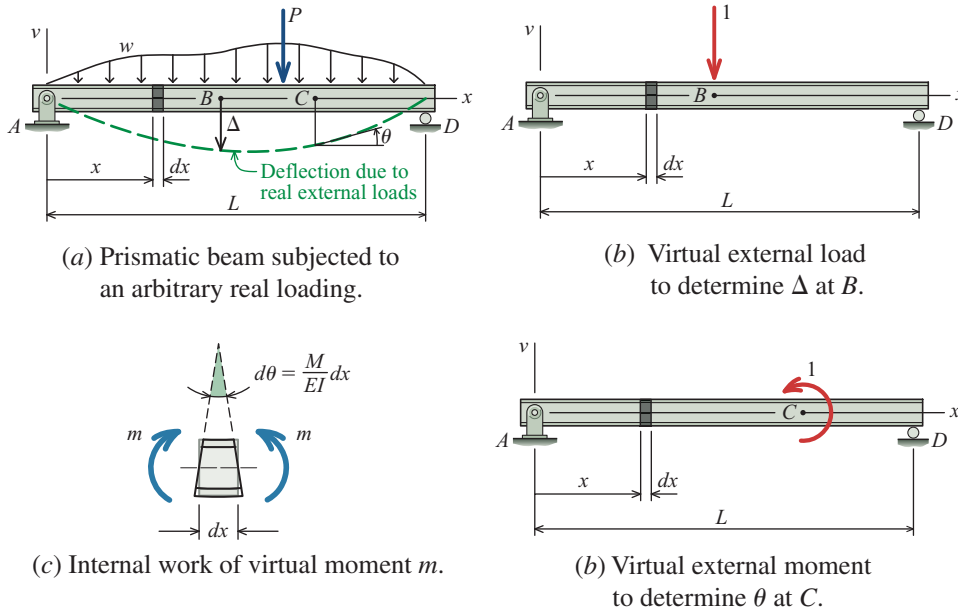 v
w
P
B
C
x
A
Δ
θ
D
Deflection due to
real external loads
x
dx
L
(a) Prismatic beam subjected to
an arbitrary real loading.
v
1
B
x
A
D
x
dx
L
(b) Virtual external load
to determine Δ at B.
dθ = M/EI dx
m
m
dx
(c) Internal work of virtual moment m.
v
1
C
x
A
D
x
dx
L
(b) Virtual external moment
to determine θ at C.